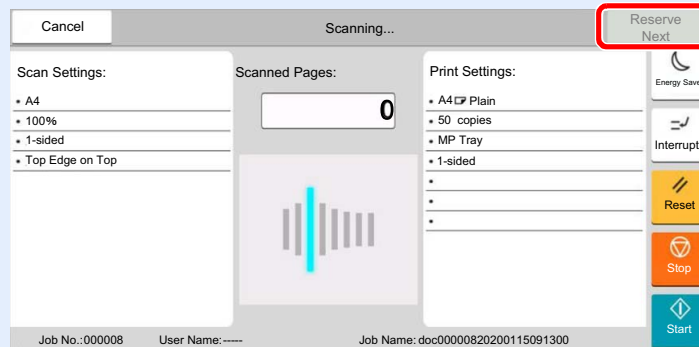 Cancel
Scanning...
Reserve
Next
Scan Settings:
• A4
• 100%
• 1-sided
• Top Edge on Top
Scanned Pages:
0
Print Settings:
• A4 Plain
• 50 copies
• MP Tray
• 1-sided
•
•
•
Energy Save
Interrupt
Reset
Stop
Start
Job No.:000008 User Name:----- Job Name: doc00000820200115091300